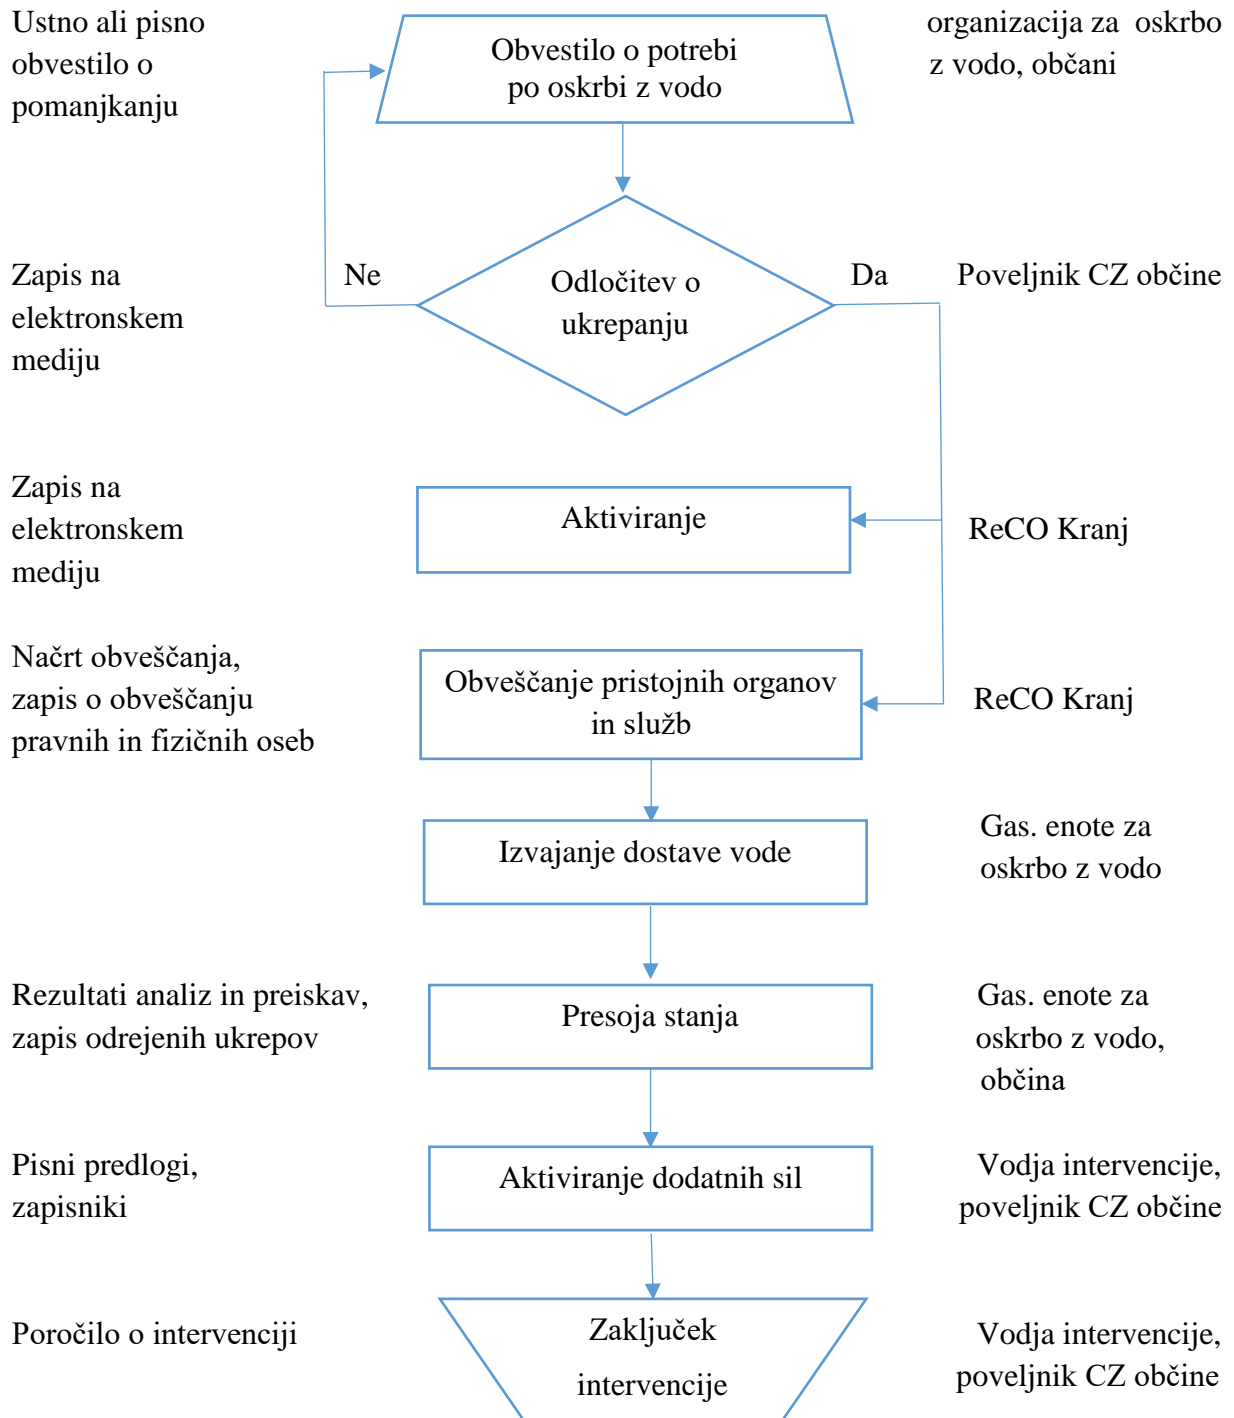 Ustno ali pisno
obvestilo o
pomanjkanju
Obvestilo o potrebi
po oskrbi z vodo
organizacija za oskrbo
z vodo, občani
Zapis na
elektronskem
mediju
Ne
Odločitev o
ukrepanju
Da
Poveljnik CZ občine
Zapis na
elektronskem
mediju
Aktiviranje
ReCO Kranj
Načrt obveščanja,
zapis o obveščanju
pravnih in fizičnih oseb
Obveščanje pristojnih organov
in služb
ReCO Kranj
Izvajanje dostave vode
Gas. enote za
oskrbo z vodo
Rezultati analiz in preiskav,
zapis odrejenih ukrepov
Presoja stanja
Gas. enote za
oskrbo z vodo,
občina
Pisni predlogi,
zapisniki
Aktiviranje dodatnih sil
Vodja intervencije,
poveljnik CZ občine
Poročilo o intervenciji
Zaključek
intervencije
Vodja intervencije,
poveljnik CZ občine